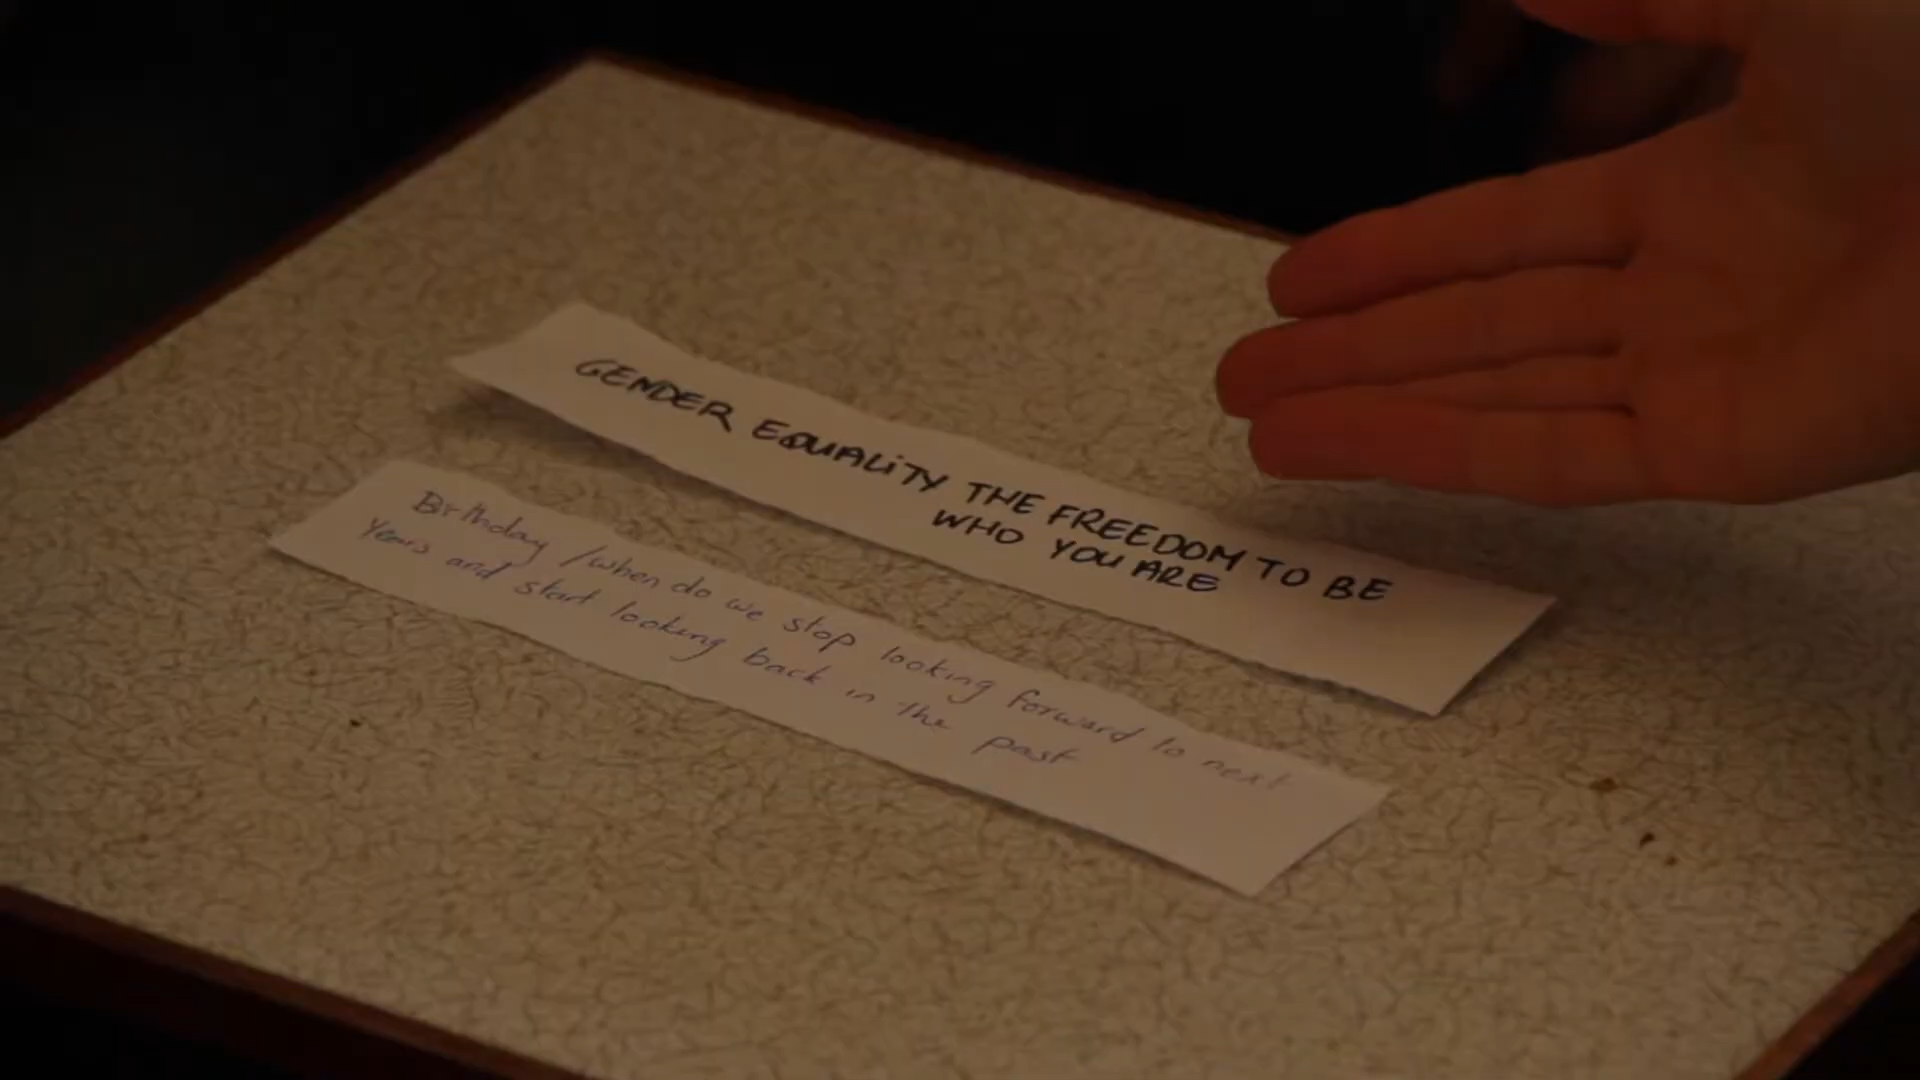 GENDER EQUALiTY THE FREEDOM TO BE
WHO YOU ARE
Birthday / when do we stop looking forward to next
Years and start looking back in the past